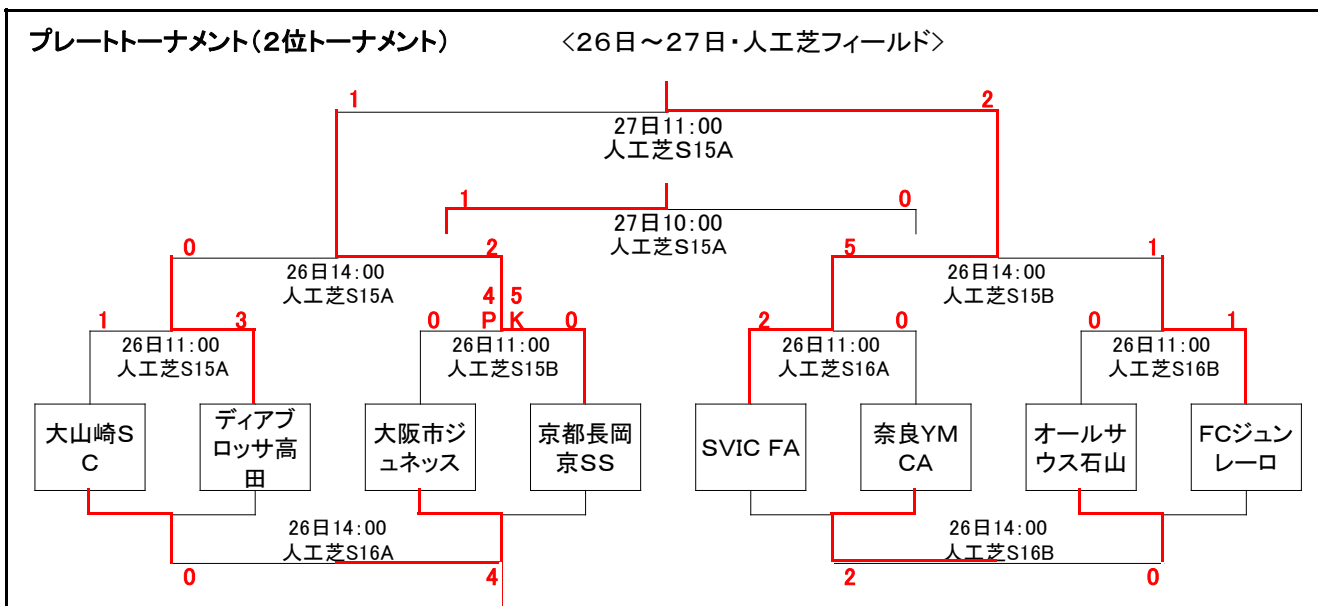 プレートトーナメント(2位トーナメント) <26日～27日・人工芝フィールド>
1 2
27日11:00
人工芝S15A
1 0
27日10:00
人工芝S15A
0 2 5 1
26日14:00 26日14:00
人工芝S15A 人工芝S15B
4 5
1 3 0 P K 0 2 0 0 1
26日11:00 26日11:00 26日11:00 26日11:00
人工芝S15A 人工芝S15B 人工芝S16A 人工芝S16B
大山崎S
C
ディアブ
ロッサ高
田
大阪市ジ
ュネッス
京都長岡
京SS
SVIC FA
奈良YM
CA
オールサ
ウス石山
FCジュン
レーロ
26日14:00 26日14:00
人工芝S16A 人工芝S16B
0 4 2 0